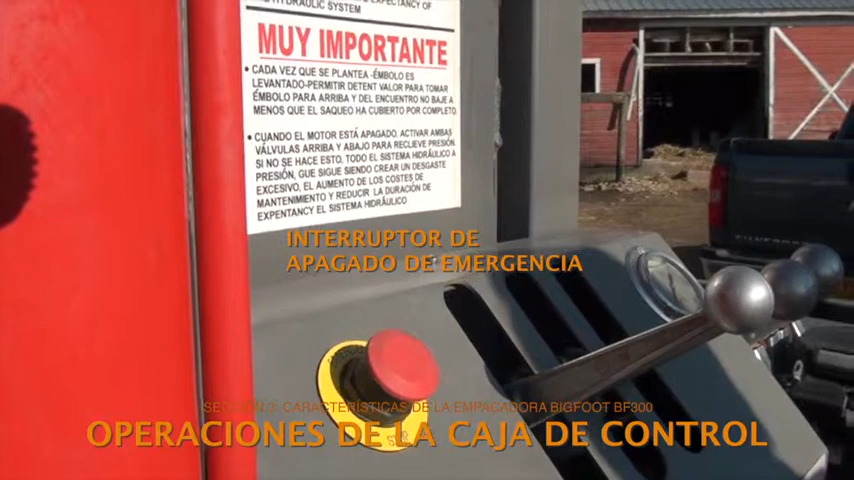 HYDRAULIC SYSTEM
MUY IMPORTANTE
• CADA VEZ QUE SE PLANTEA -ÉMBOLO ES
LEVANTADO-PERMITIR DETENT VALOR PARA TOMAR
ÉMBOLO PARA ARRIBA Y DEL ENCUENTRO NO BAJE A
MENOS QUE EL SAQUEO HA CUBIERTO POR COMPLETO
• CUANDO EL MOTOR ESTÁ APAGADO, ACTIVAR AMBAS
VÁLVULAS ARRIBA Y ABAJO PARA RECLIEVE PRESIÓN.
SI NO SE HACE ESTO, TODO EL SISTEMA HIDRÁULICO A
PRESIÓN, QUE SIGUE SIENDO CREAR UN DESGASTE
EXCESIVO, EL AUMENTO DE LOS COSTES DE
MANTENIMIENTO Y REDUCIR LA DURACIÓN DE
EXPENTANCY EL SISTEMA HIDRÁULICO
INTERRUPTOR DE
APAGADO DE EMERGENCIA
SILVERADO
SECCIÓN 3: CARACTERÍSTICAS DE LA EMPACADORA BIGFOOT BF300
OPERACIONES DE LA CAJA DE CONTROL